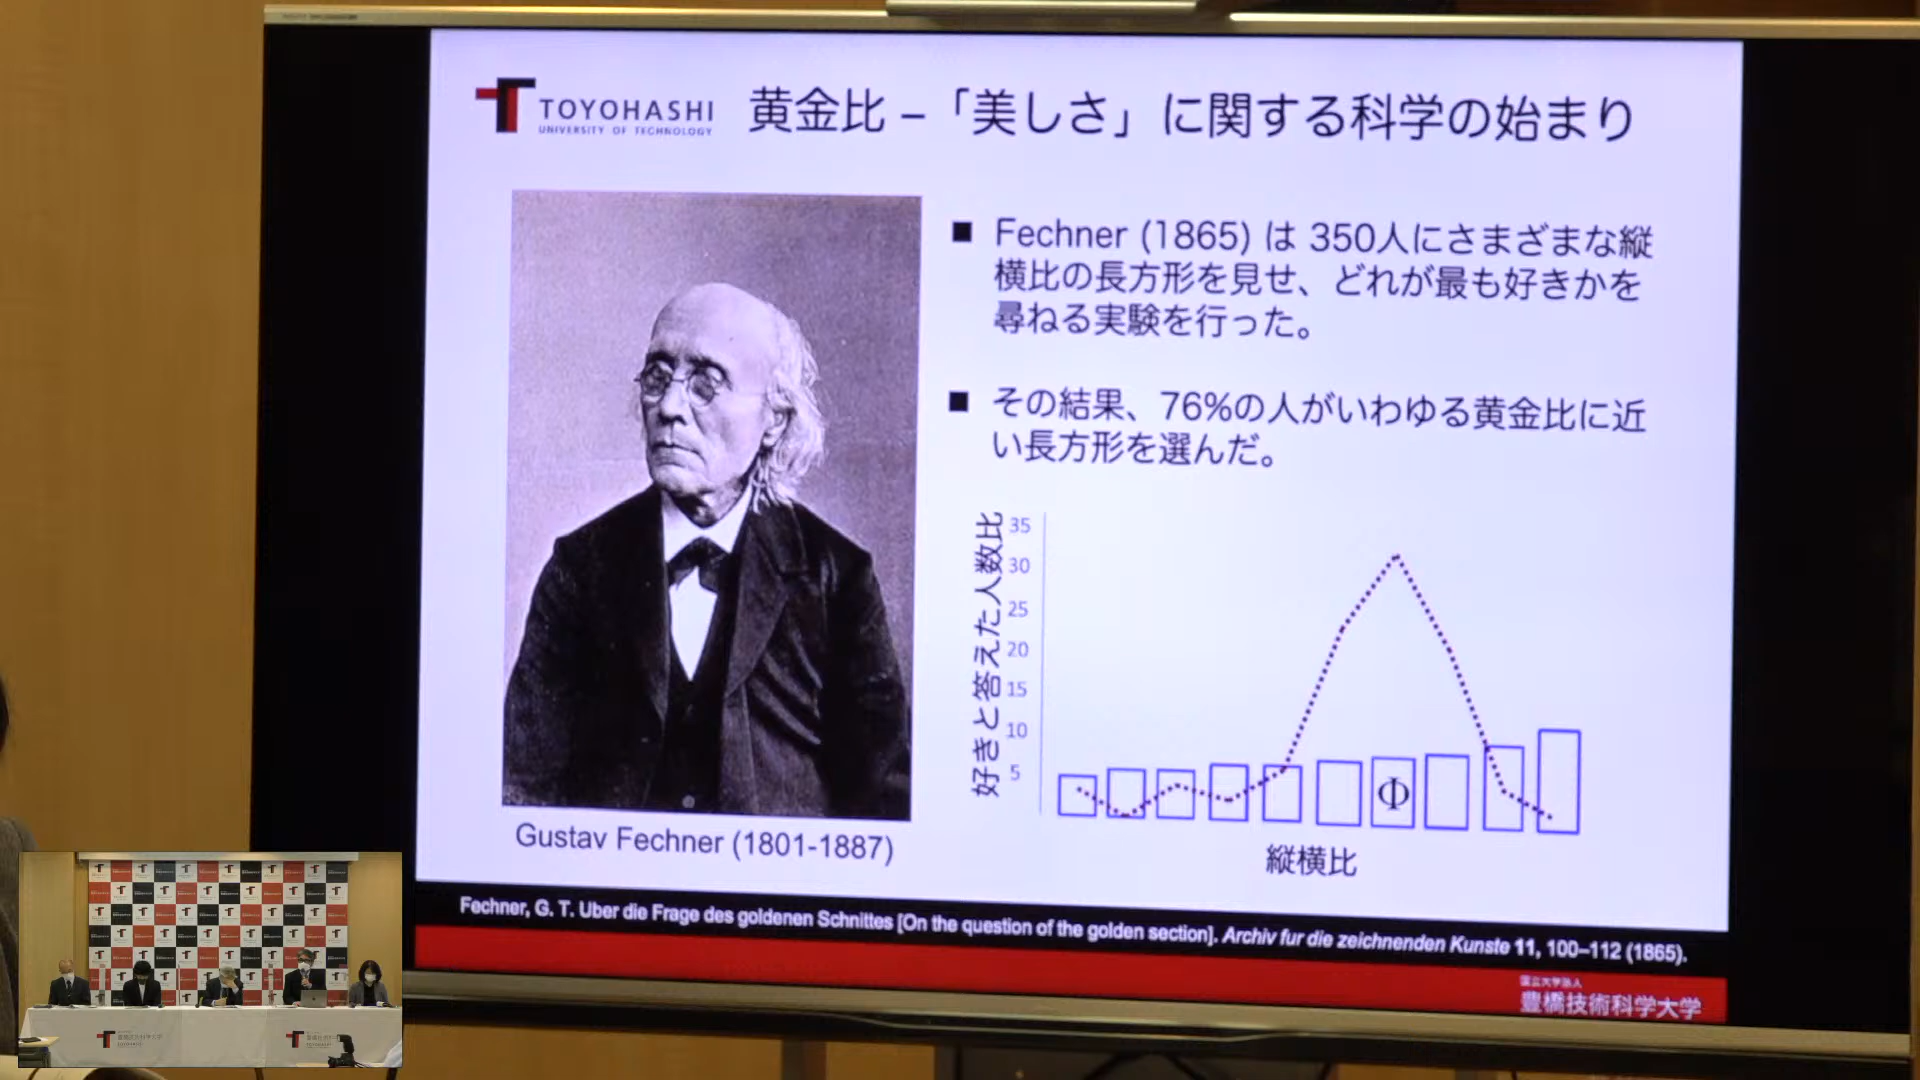 TOYOHASHI
UNIVERSITY OF TECHNOLOGY
黄金比 –「美しさ」に関する科学の始まり
■ Fechner (1865) は 350人にさまざまな縦
横比の長方形を見せ、どれが最も好きかを
尋ねる実験を行った。
■ その結果、76%の人がいわゆる黄金比に近
い長方形を選んだ。
好きと答えた人数比
35
30
25
20
15
10
5
Φ
縦横比
Gustav Fechner (1801-1887)
Fechner, G. T. Uber die Frage des goldenen Schnittes [On the question of the golden section]. Archiv fur die zeichnenden Kunste 11, 100–112 (1865).
国立大学法人
豊橋技術科学大学